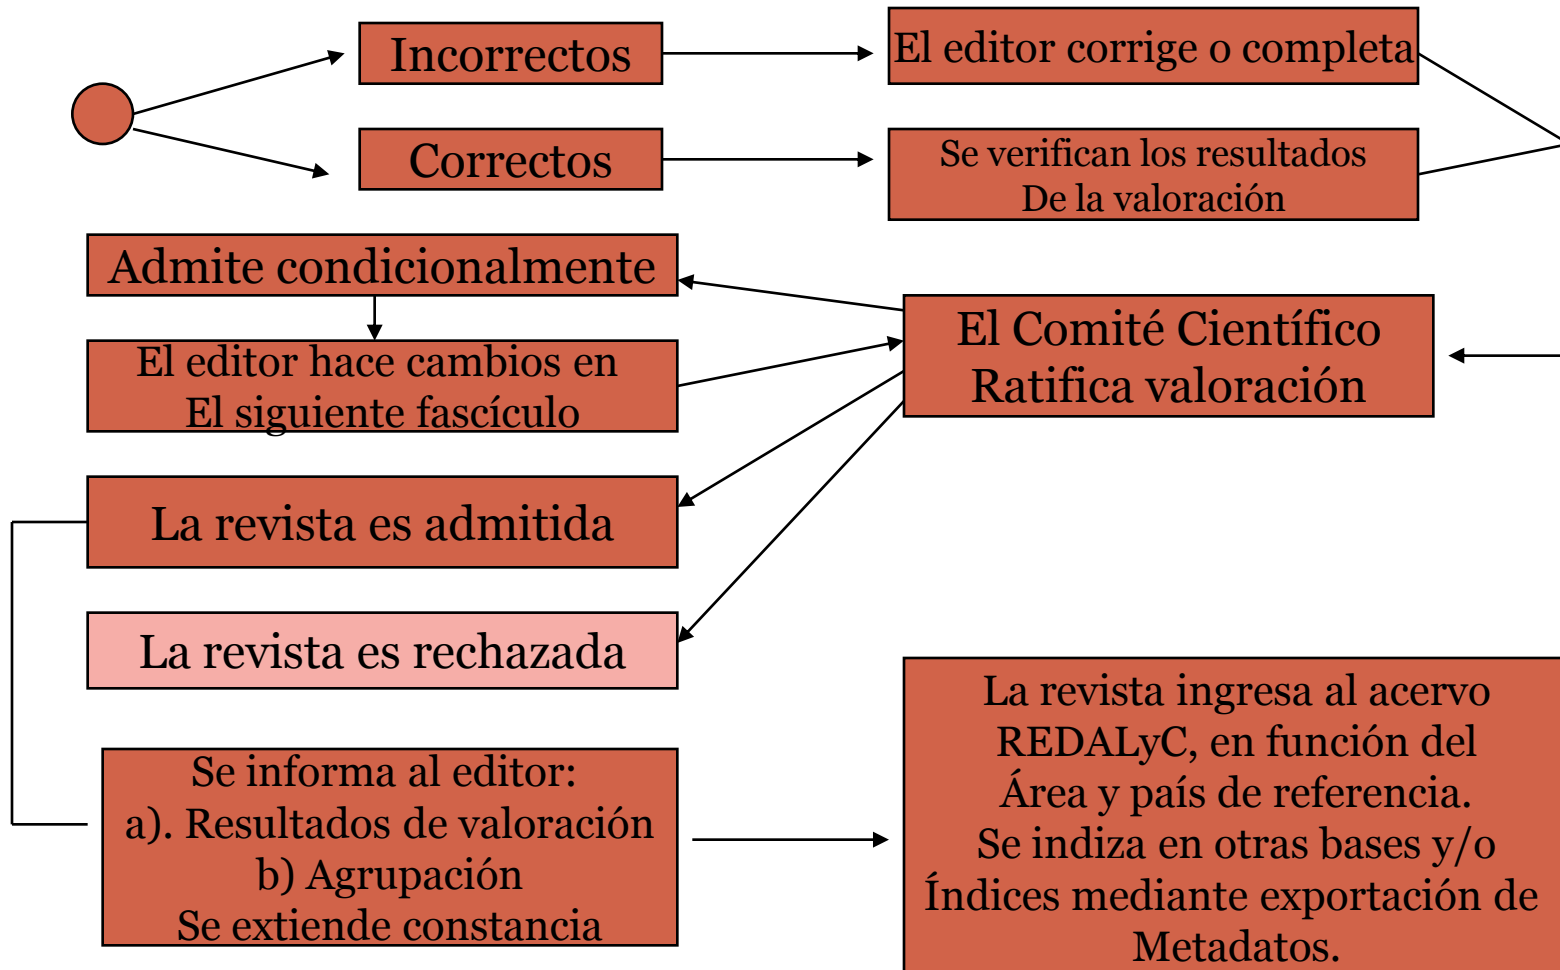 Incorrectos
El editor corrige o completa
Correctos
Se verifican los resultados
De la valoración
Admite condicionalmente
El editor hace cambios en
El siguiente fascículo
El Comité Científico
Ratifica valoración
La revista es admitida
La revista es rechazada
Se informa al editor:
a). Resultados de valoración
b) Agrupación
Se extiende constancia
La revista ingresa al acervo
REDALyC, en función del
Área y país de referencia.
Se indiza en otras bases y/o
Índices mediante exportación de
Metadatos.